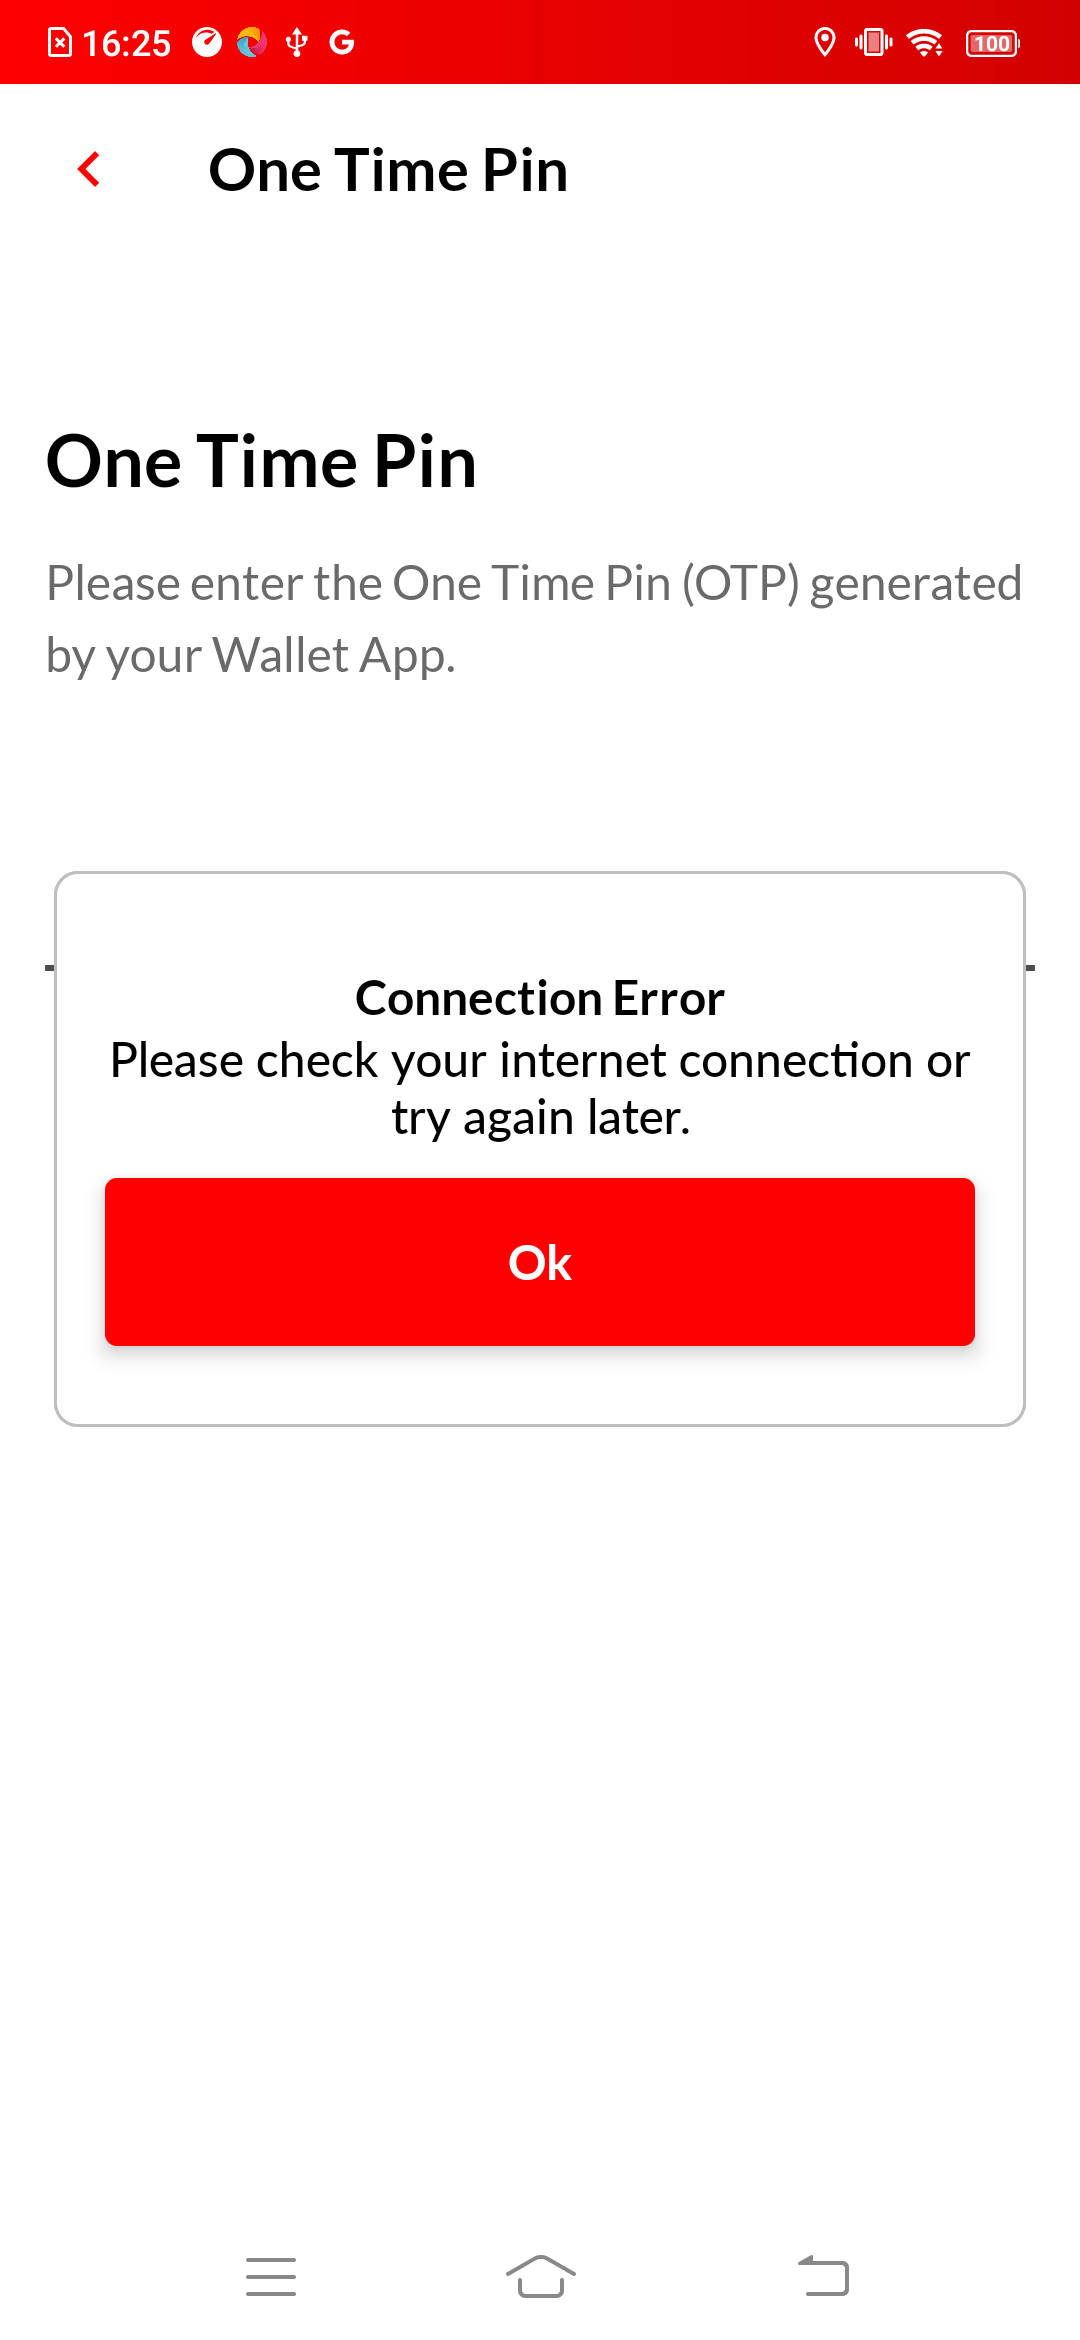 16:25
100
One Time Pin
One Time Pin
Please enter the One Time Pin (OTP) generated
by your Wallet App.
Connection Error
Please check your internet connection or
try again later.
Ok